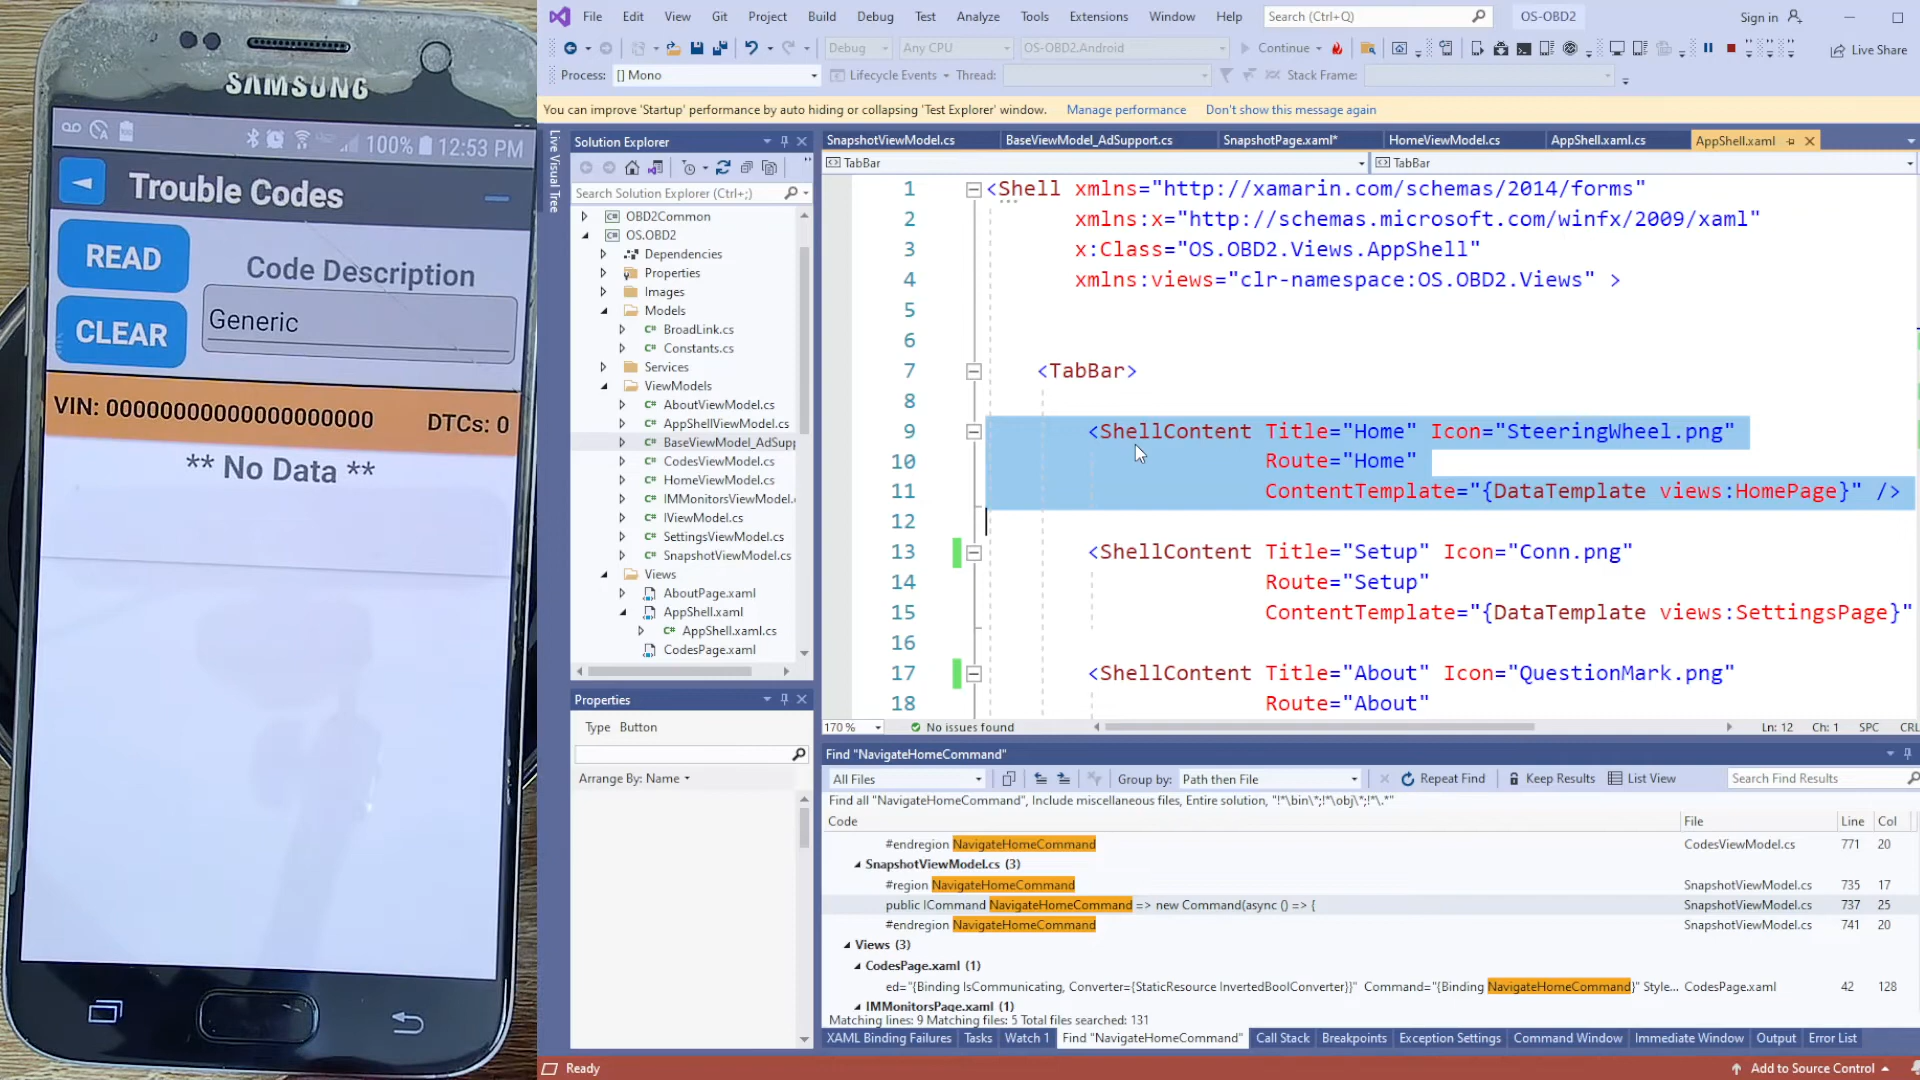 SAMSUNG
100% 12:53 PM
Trouble Codes
READ
Code Description
Generic
CLEAR
VIN: 00000000000000000000
DTCs: 0
** No Data **
File Edit View Git Project Build Debug Test Analyze Tools Extensions Window Help Search (Ctrl+Q) OS-OBD2 Sign in
Debug Any CPU OS-OBD2.Android Continue Live Share
Process: [] Mono Lifecycle Events Thread: Stack Frame:
You can improve 'Startup' performance by auto hiding or collapsing 'Test Explorer' window. Manage performance Don't show this message again
Live Visual Tree
Solution Explorer
Search Solution Explorer (Ctrl+;)
OBD2Common
OS.OBD2
Dependencies
Properties
Images
Models
BroadLink.cs
Constants.cs
Services
ViewModels
AboutViewModel.cs
AppShellViewModel.cs
BaseViewModel_AdSupp
CodesViewModel.cs
HomeViewModel.cs
IMMonitorsViewModel.
IViewModel.cs
SettingsViewModel.cs
SnapshotViewModel.cs
Views
AboutPage.xaml
AppShell.xaml
AppShell.xaml.cs
CodesPage.xaml
Properties
Type Button
Arrange By: Name
SnapshotViewModel.cs BaseViewModel_AdSupport.cs SnapshotPage.xaml* HomeViewModel.cs AppShell.xaml.cs AppShell.xaml
TabBar TabBar
1 <Shell xmlns="http://xamarin.com/schemas/2014/forms"
2 xmlns:x="http://schemas.microsoft.com/winfx/2009/xaml"
3 x:Class="OS.OBD2.Views.AppShell"
4 xmlns:views="clr-namespace:OS.OBD2.Views" >
5
6
7 <TabBar>
8
9 <ShellContent Title="Home" Icon="SteeringWheel.png"
10 Route="Home"
11 ContentTemplate="{DataTemplate views:HomePage}" />
12
13 <ShellContent Title="Setup" Icon="Conn.png"
14 Route="Setup"
15 ContentTemplate="{DataTemplate views:SettingsPage}"
16
17 <ShellContent Title="About" Icon="QuestionMark.png"
18 Route="About"
170 % No issues found Ln: 12 Ch: 1 SPC CRL
Find "NavigateHomeCommand"
All Files Group by: Path then File Repeat Find Keep Results List View Search Find Results
Find all "NavigateHomeCommand", Include miscellaneous files, Entire solution, "!*\bin\*;!*\obj\*;!*\.*"
Code File Line Col
#endregion NavigateHomeCommand CodesViewModel.cs 771 20
SnapshotViewModel.cs (3)
#region NavigateHomeCommand SnapshotViewModel.cs 735 17
public ICommand NavigateHomeCommand => new Command(async () => { SnapshotViewModel.cs 737 25
#endregion NavigateHomeCommand SnapshotViewModel.cs 741 20
Views (3)
CodesPage.xaml (1)
ed="{Binding IsCommunicating, Converter={StaticResource InvertedBoolConverter}}" Command="{Binding NavigateHomeCommand}" Style... CodesPage.xaml 42 128
IMMonitorsPage.xaml (1)
Matching lines: 9 Matching files: 5 Total files searched: 131
XAML Binding Failures Tasks Watch 1 Find "NavigateHomeCommand" Call Stack Breakpoints Exception Settings Command Window Immediate Window Output Error List
Ready Add to Source Control